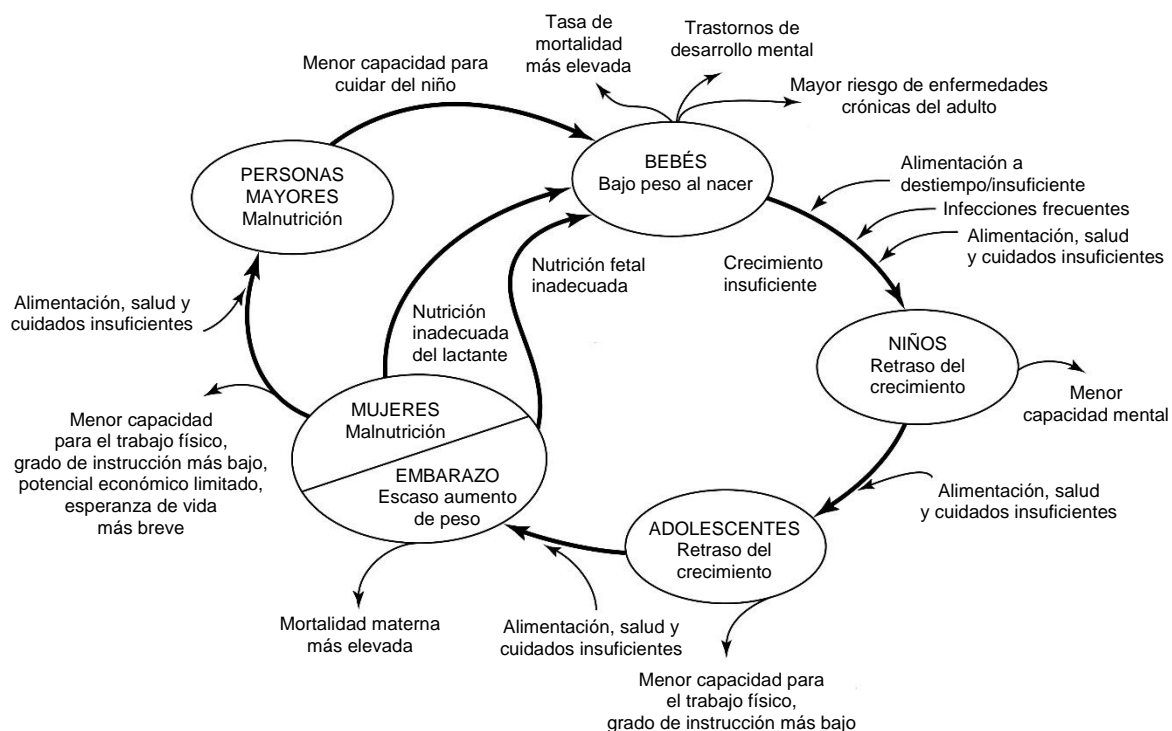 Tasa de
mortalidad
más elevada
Trastornos de
desarrollo mental
Mayor riesgo de enfermedades
crónicas del adulto
Menor capacidad para
cuidar del niño
PERSONAS
MAYORES
Malnutrición
BEBÉS
Bajo peso al nacer
Alimentación a
destiempo/insuficiente
Infecciones frecuentes
Alimentación, salud
y cuidados insuficientes
Crecimiento
insuficiente
Nutrición fetal
inadecuada
Nutrición
inadecuada
del lactante
Alimentación, salud y
cuidados insuficientes
NIÑOS
Retraso del
crecimiento
Menor
capacidad mental
Menor capacidad
para el trabajo físico,
grado de instrucción más bajo,
potencial económico limitado,
esperanza de vida
más breve
MUJERES
Malnutrición
EMBARAZO
Escaso aumento
de peso
Alimentación, salud
y cuidados insuficientes
ADOLESCENTES
Retraso del
crecimiento
Mortalidad materna
más elevada
Alimentación, salud y
cuidados insuficientes
Menor capacidad para
el trabajo físico,
grado de instrucción más bajo